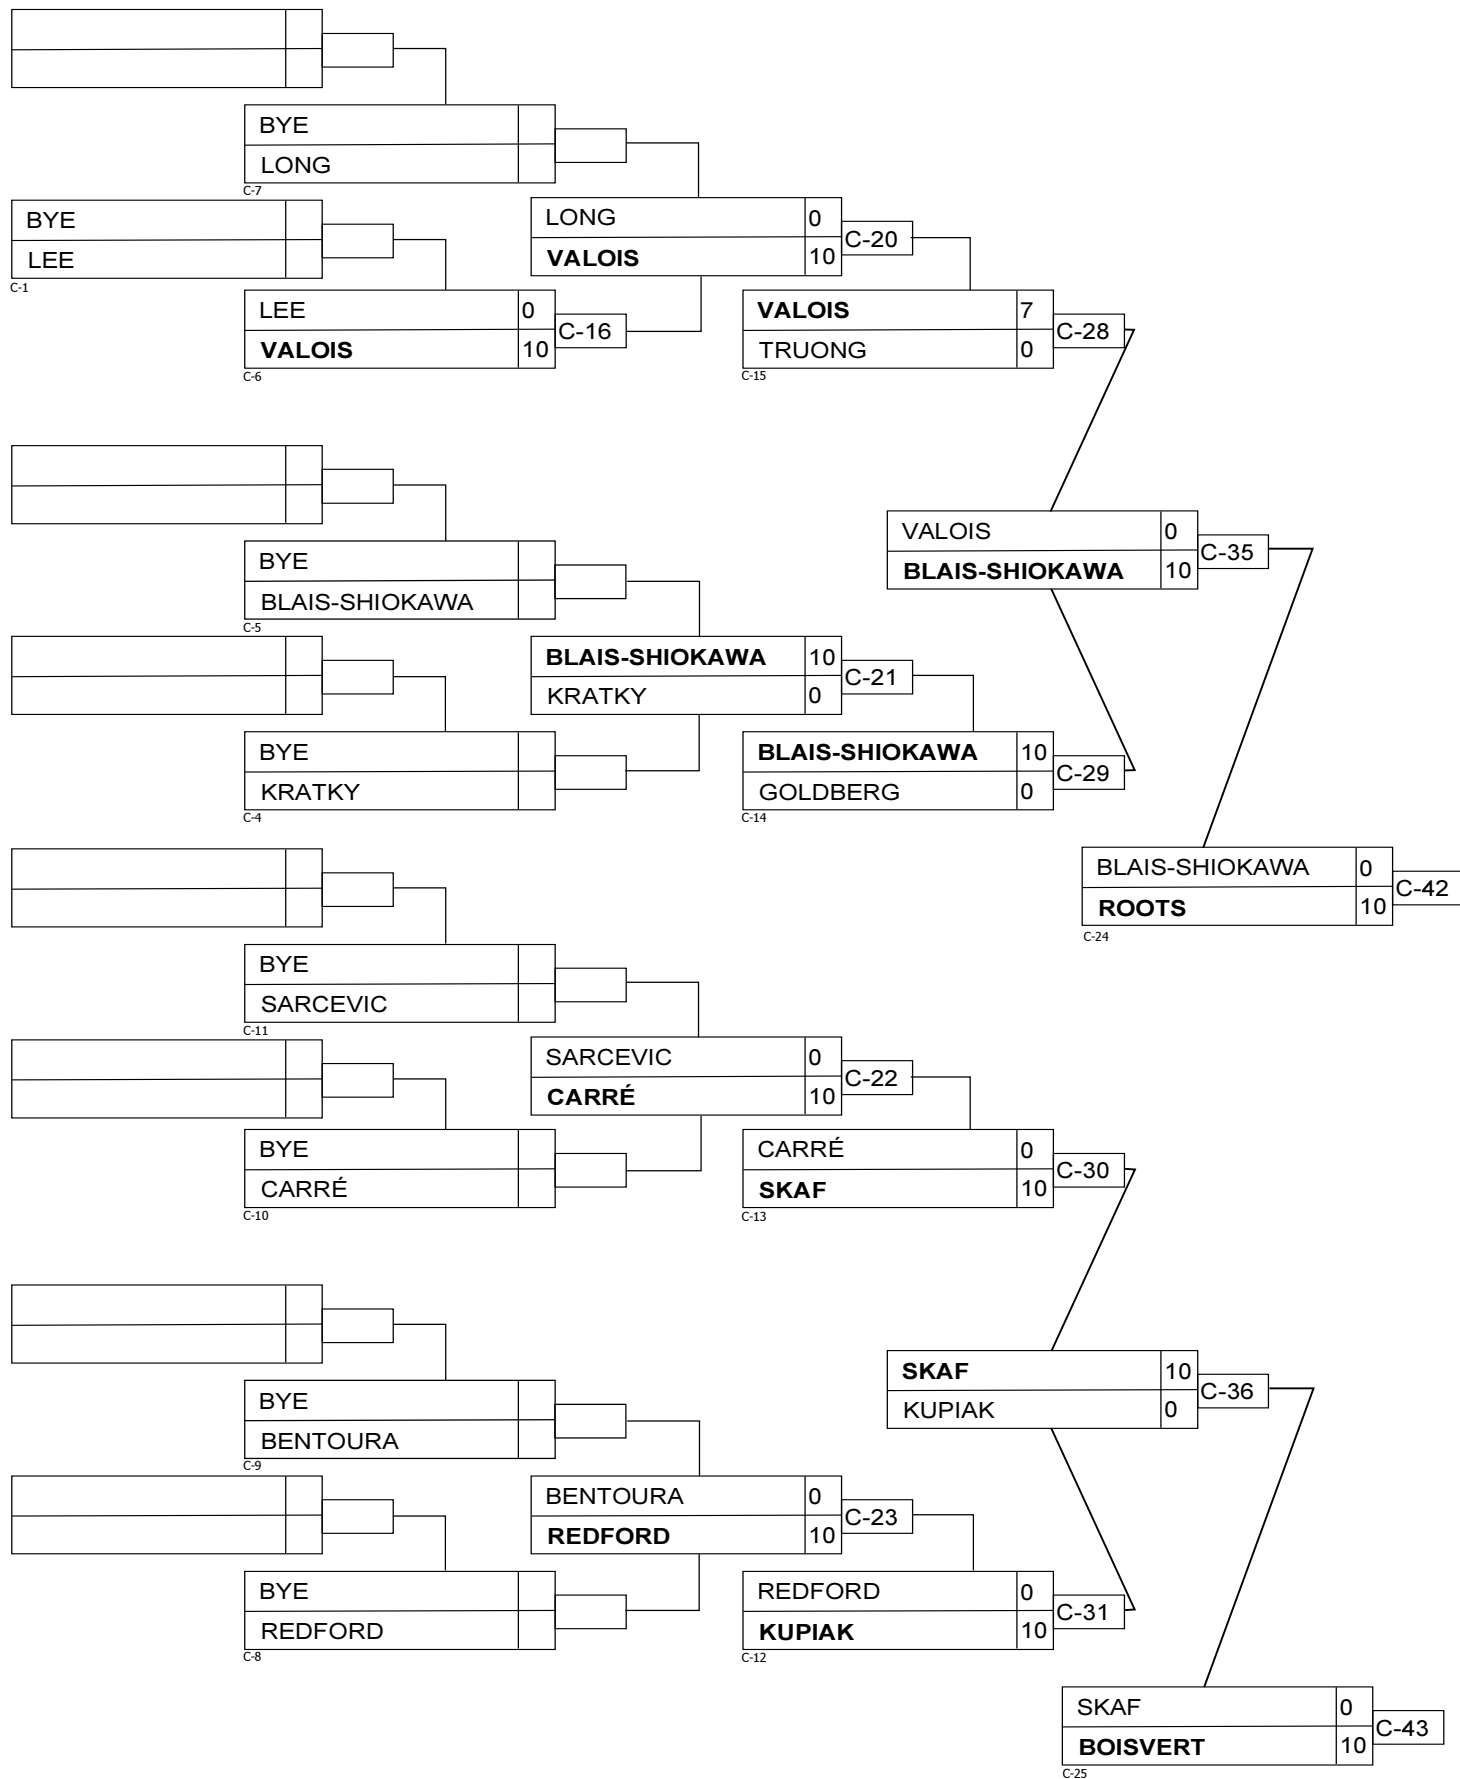 BYE
LONG
C-7
BYE
LEE
C-1
LONG 0
VALOIS 10
C-20
LEE 0
VALOIS 10
C-16
C-6
VALOIS 7
TRUONG 0
C-28
C-15
BYE
BLAIS-SHIOKAWA
C-5
VALOIS 0
BLAIS-SHIOKAWA 10
C-35
BLAIS-SHIOKAWA 10
KRATKY 0
C-21
BYE
KRATKY
C-4
BLAIS-SHIOKAWA 10
GOLDBERG 0
C-29
C-14
BLAIS-SHIOKAWA 0
ROOTS 10
C-42
C-24
BYE
SARCEVIC
C-11
SARCEVIC 0
CARRÉ 10
C-22
BYE
CARRÉ
C-10
CARRÉ 0
SKAF 10
C-30
C-13
SKAF 10
KUPIAK 0
C-36
BYE
BENTOURA
C-9
BENTOURA 0
REDFORD 10
C-23
BYE
REDFORD
C-8
REDFORD 0
KUPIAK 10
C-31
C-12
SKAF 0
BOISVERT 10
C-43
C-25